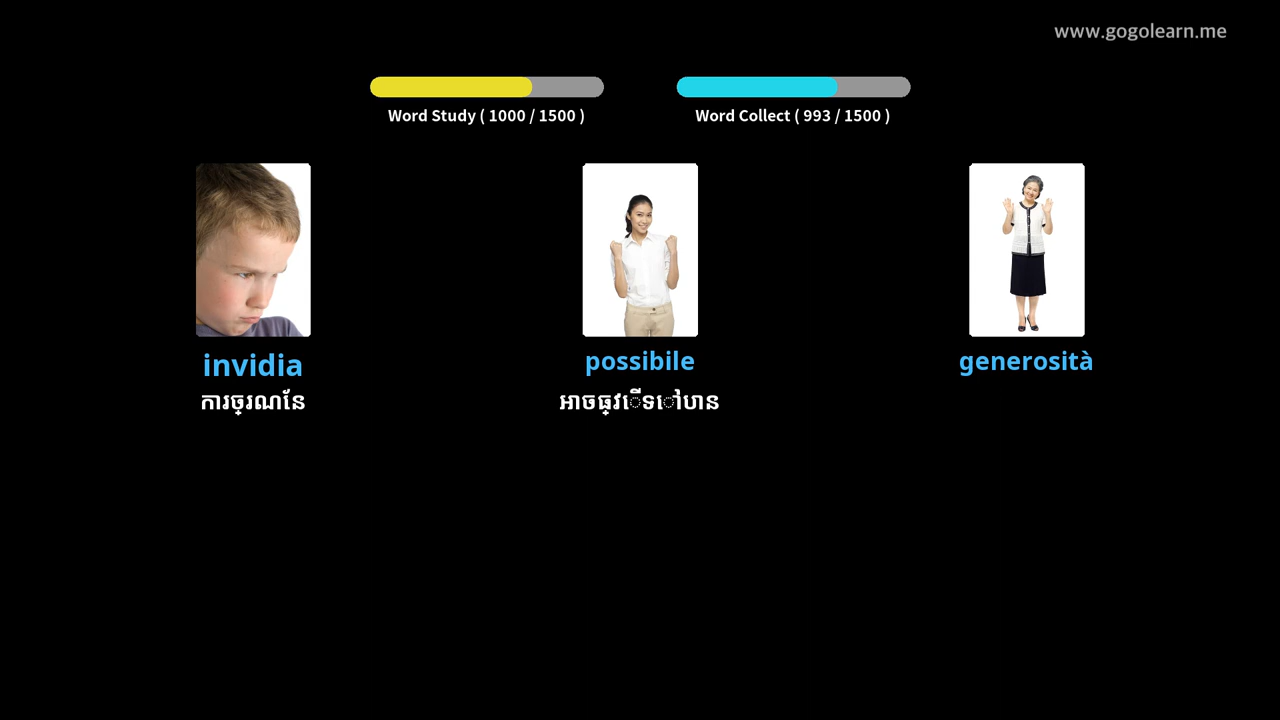 www.gogolearn.me
Word Study ( 1000 / 1500 )
Word Collect ( 993 / 1500 )
invidia
possibile
generosità
ការច្រណែន
អាចធ្វើទៅបាន